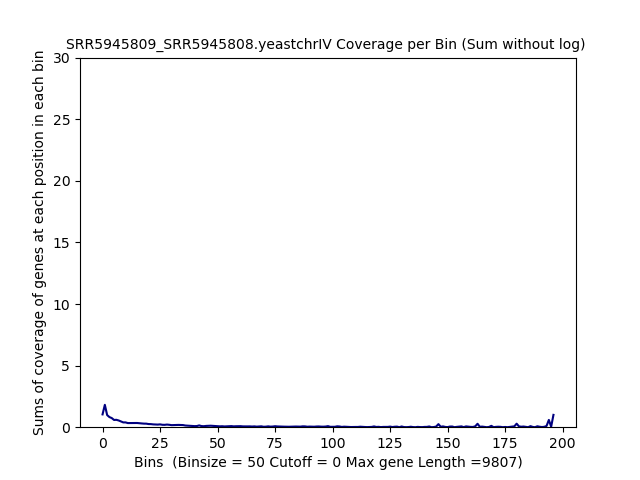 SRR5945809_SRR5945808.yeastchrIV Coverage per Bin (Sum without log)
Sums of coverage of genes at each position in each bin
30
25
20
15
10
5
0
0 25 50 75 100 125 150 175 200
Bins  (Binsize = 50 Cutoff = 0 Max gene Length =9807)